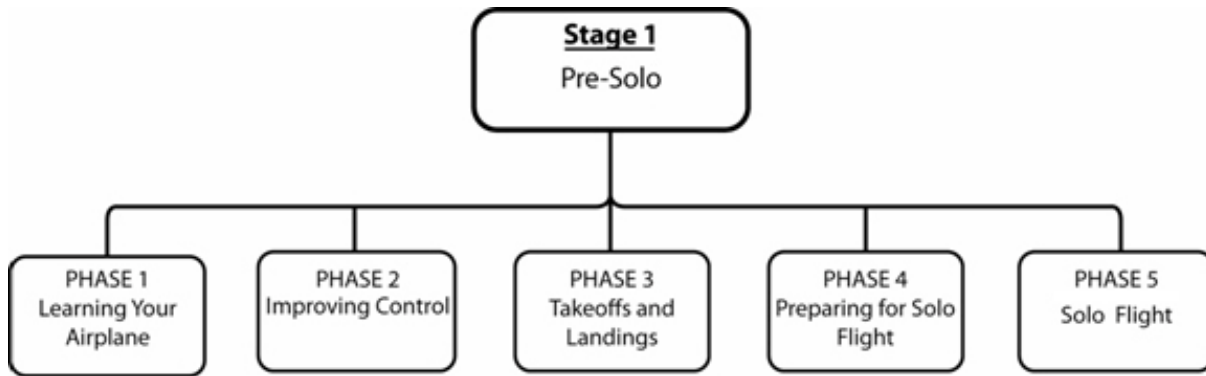 Stage 1
Pre-Solo
PHASE 1
Learning Your
Airplane
PHASE 2
Improving Control
PHASE 3
Takeoffs and
Landings
PHASE 4
Preparing for Solo
Flight
PHASE 5
Solo Flight